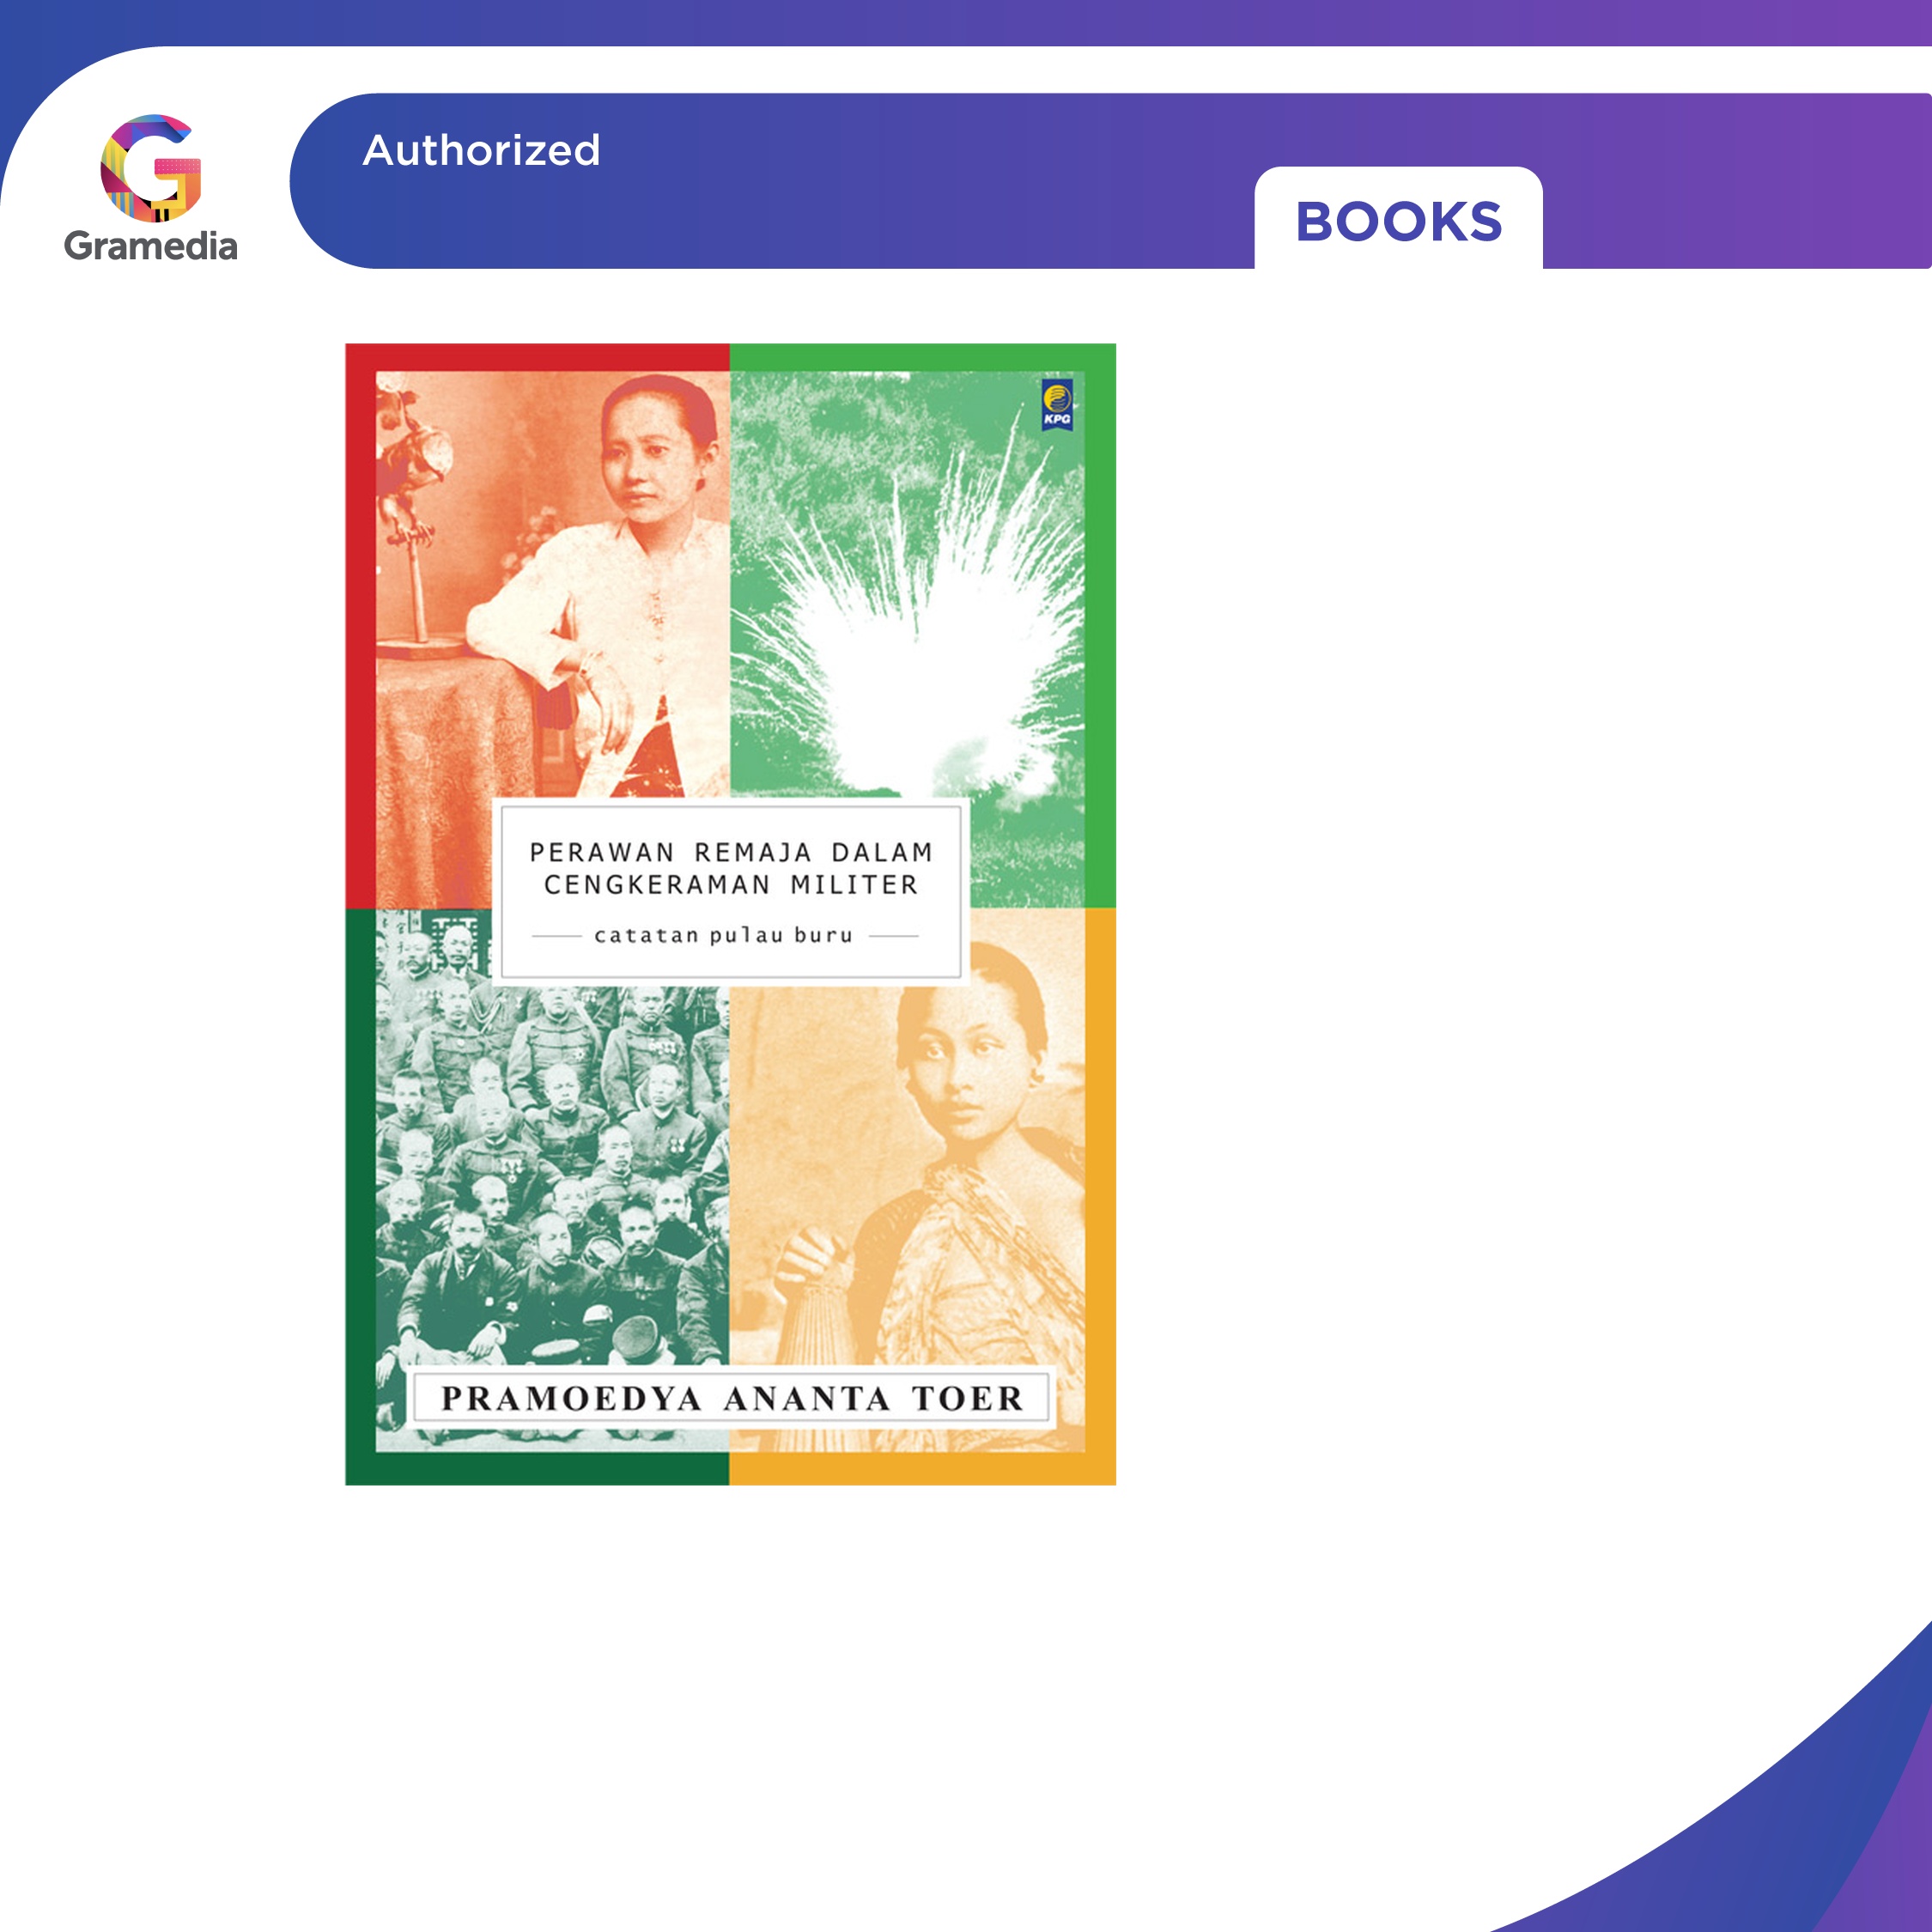 Gramedia
Authorized
BOOKS
KPG
PERAWAN REMAJA DALAM
CENGKERAMAN MILITER
catatan pulau buru
PRAMOEDYA ANANTA TOER